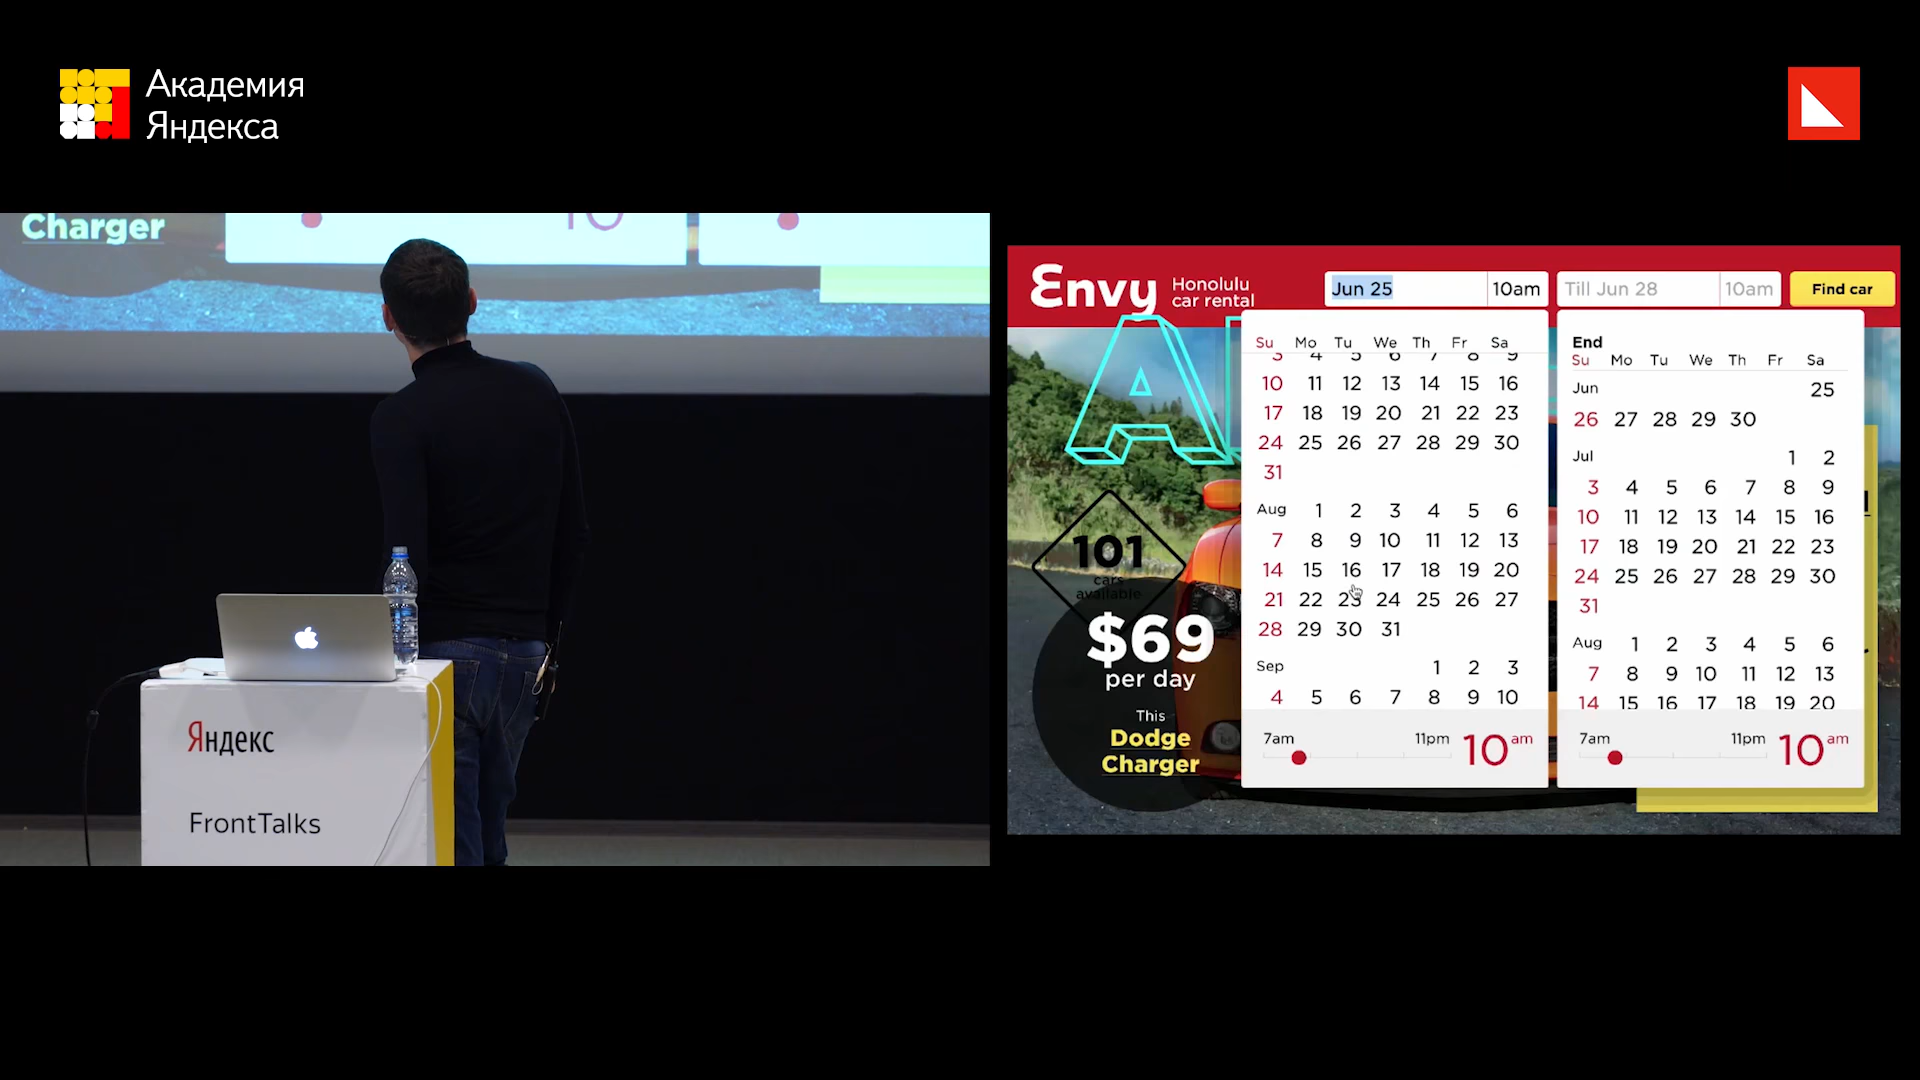 Академия
Яндекса
Charger
10
Яндекс
FrontTalks
Envy
Honolulu
car rental
Jun 25
10am
Till Jun 28
10am
Find car
A
101
cars
available
$69
per day
This
Dodge
Charger
Su Mo Tu We Th Fr Sa
3 4 5 6 7 8 9
10 11 12 13 14 15 16
17 18 19 20 21 22 23
24 25 26 27 28 29 30
31
Aug 1 2 3 4 5 6
7 8 9 10 11 12 13
14 15 16 17 18 19 20
21 22 23 24 25 26 27
28 29 30 31
Sep 1 2 3
4 5 6 7 8 9 10
7am 11pm 10 am
End
Su Mo Tu We Th Fr Sa
Jun 25
26 27 28 29 30
Jul 1 2
3 4 5 6 7 8 9
10 11 12 13 14 15 16
17 18 19 20 21 22 23
24 25 26 27 28 29 30
31
Aug 1 2 3 4 5 6
7 8 9 10 11 12 13
14 15 16 17 18 19 20
7am 11pm 10 am